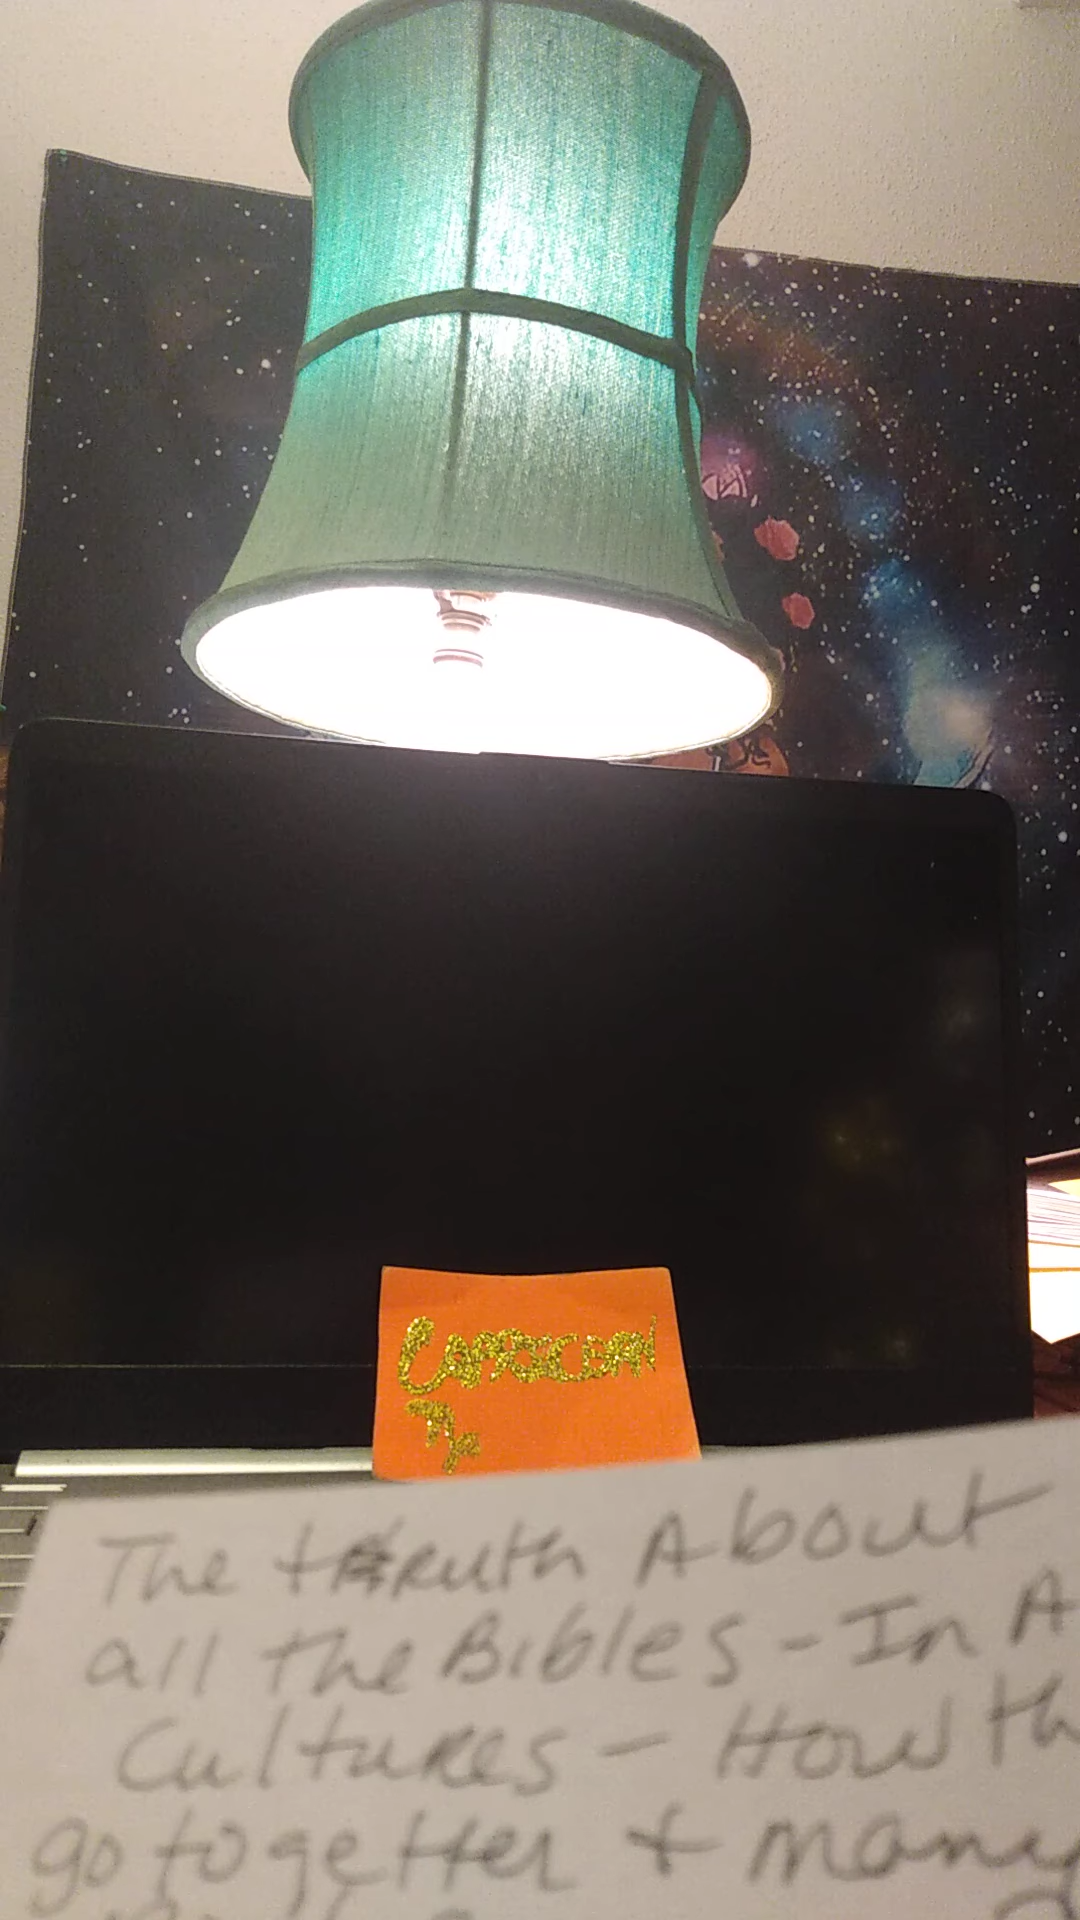 CAPRICORN
The tRuth About
all the Bibles - In A
Cultures - How th
go together + many